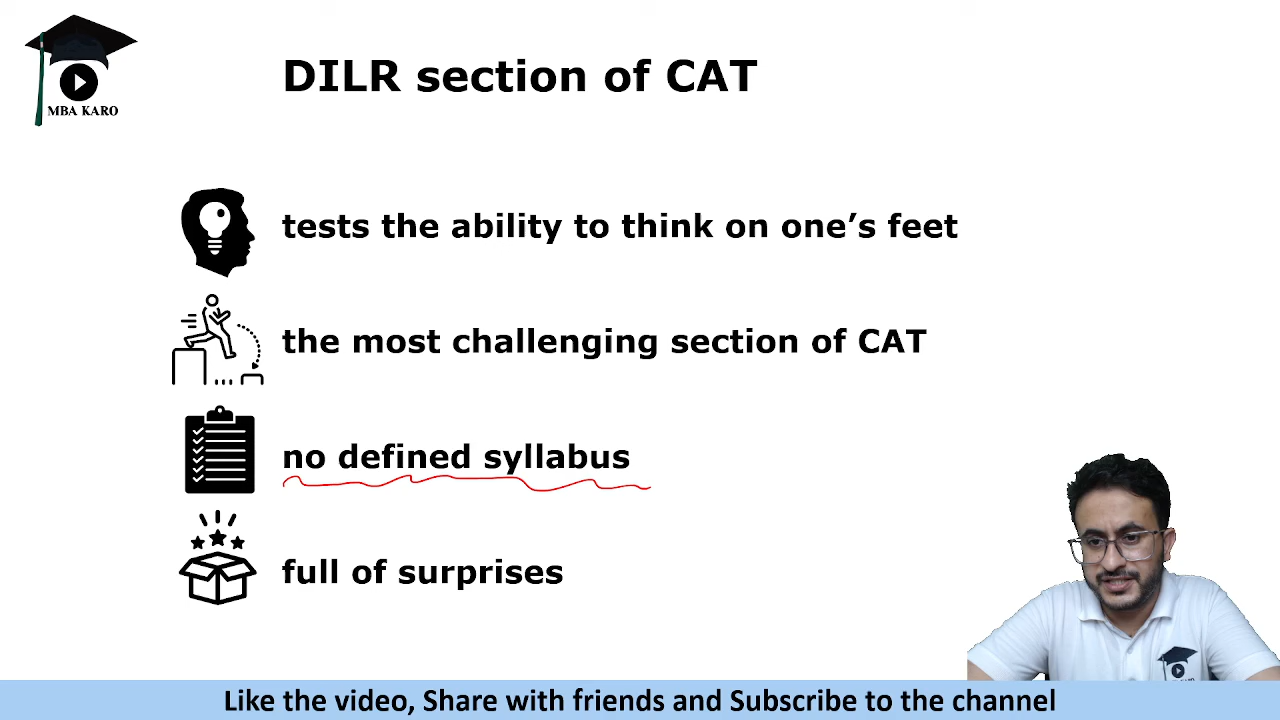 MBA KARO
DILR section of CAT
tests the ability to think on one’s feet
the most challenging section of CAT
no defined syllabus
full of surprises
Like the video, Share with friends and Subscribe to the channel